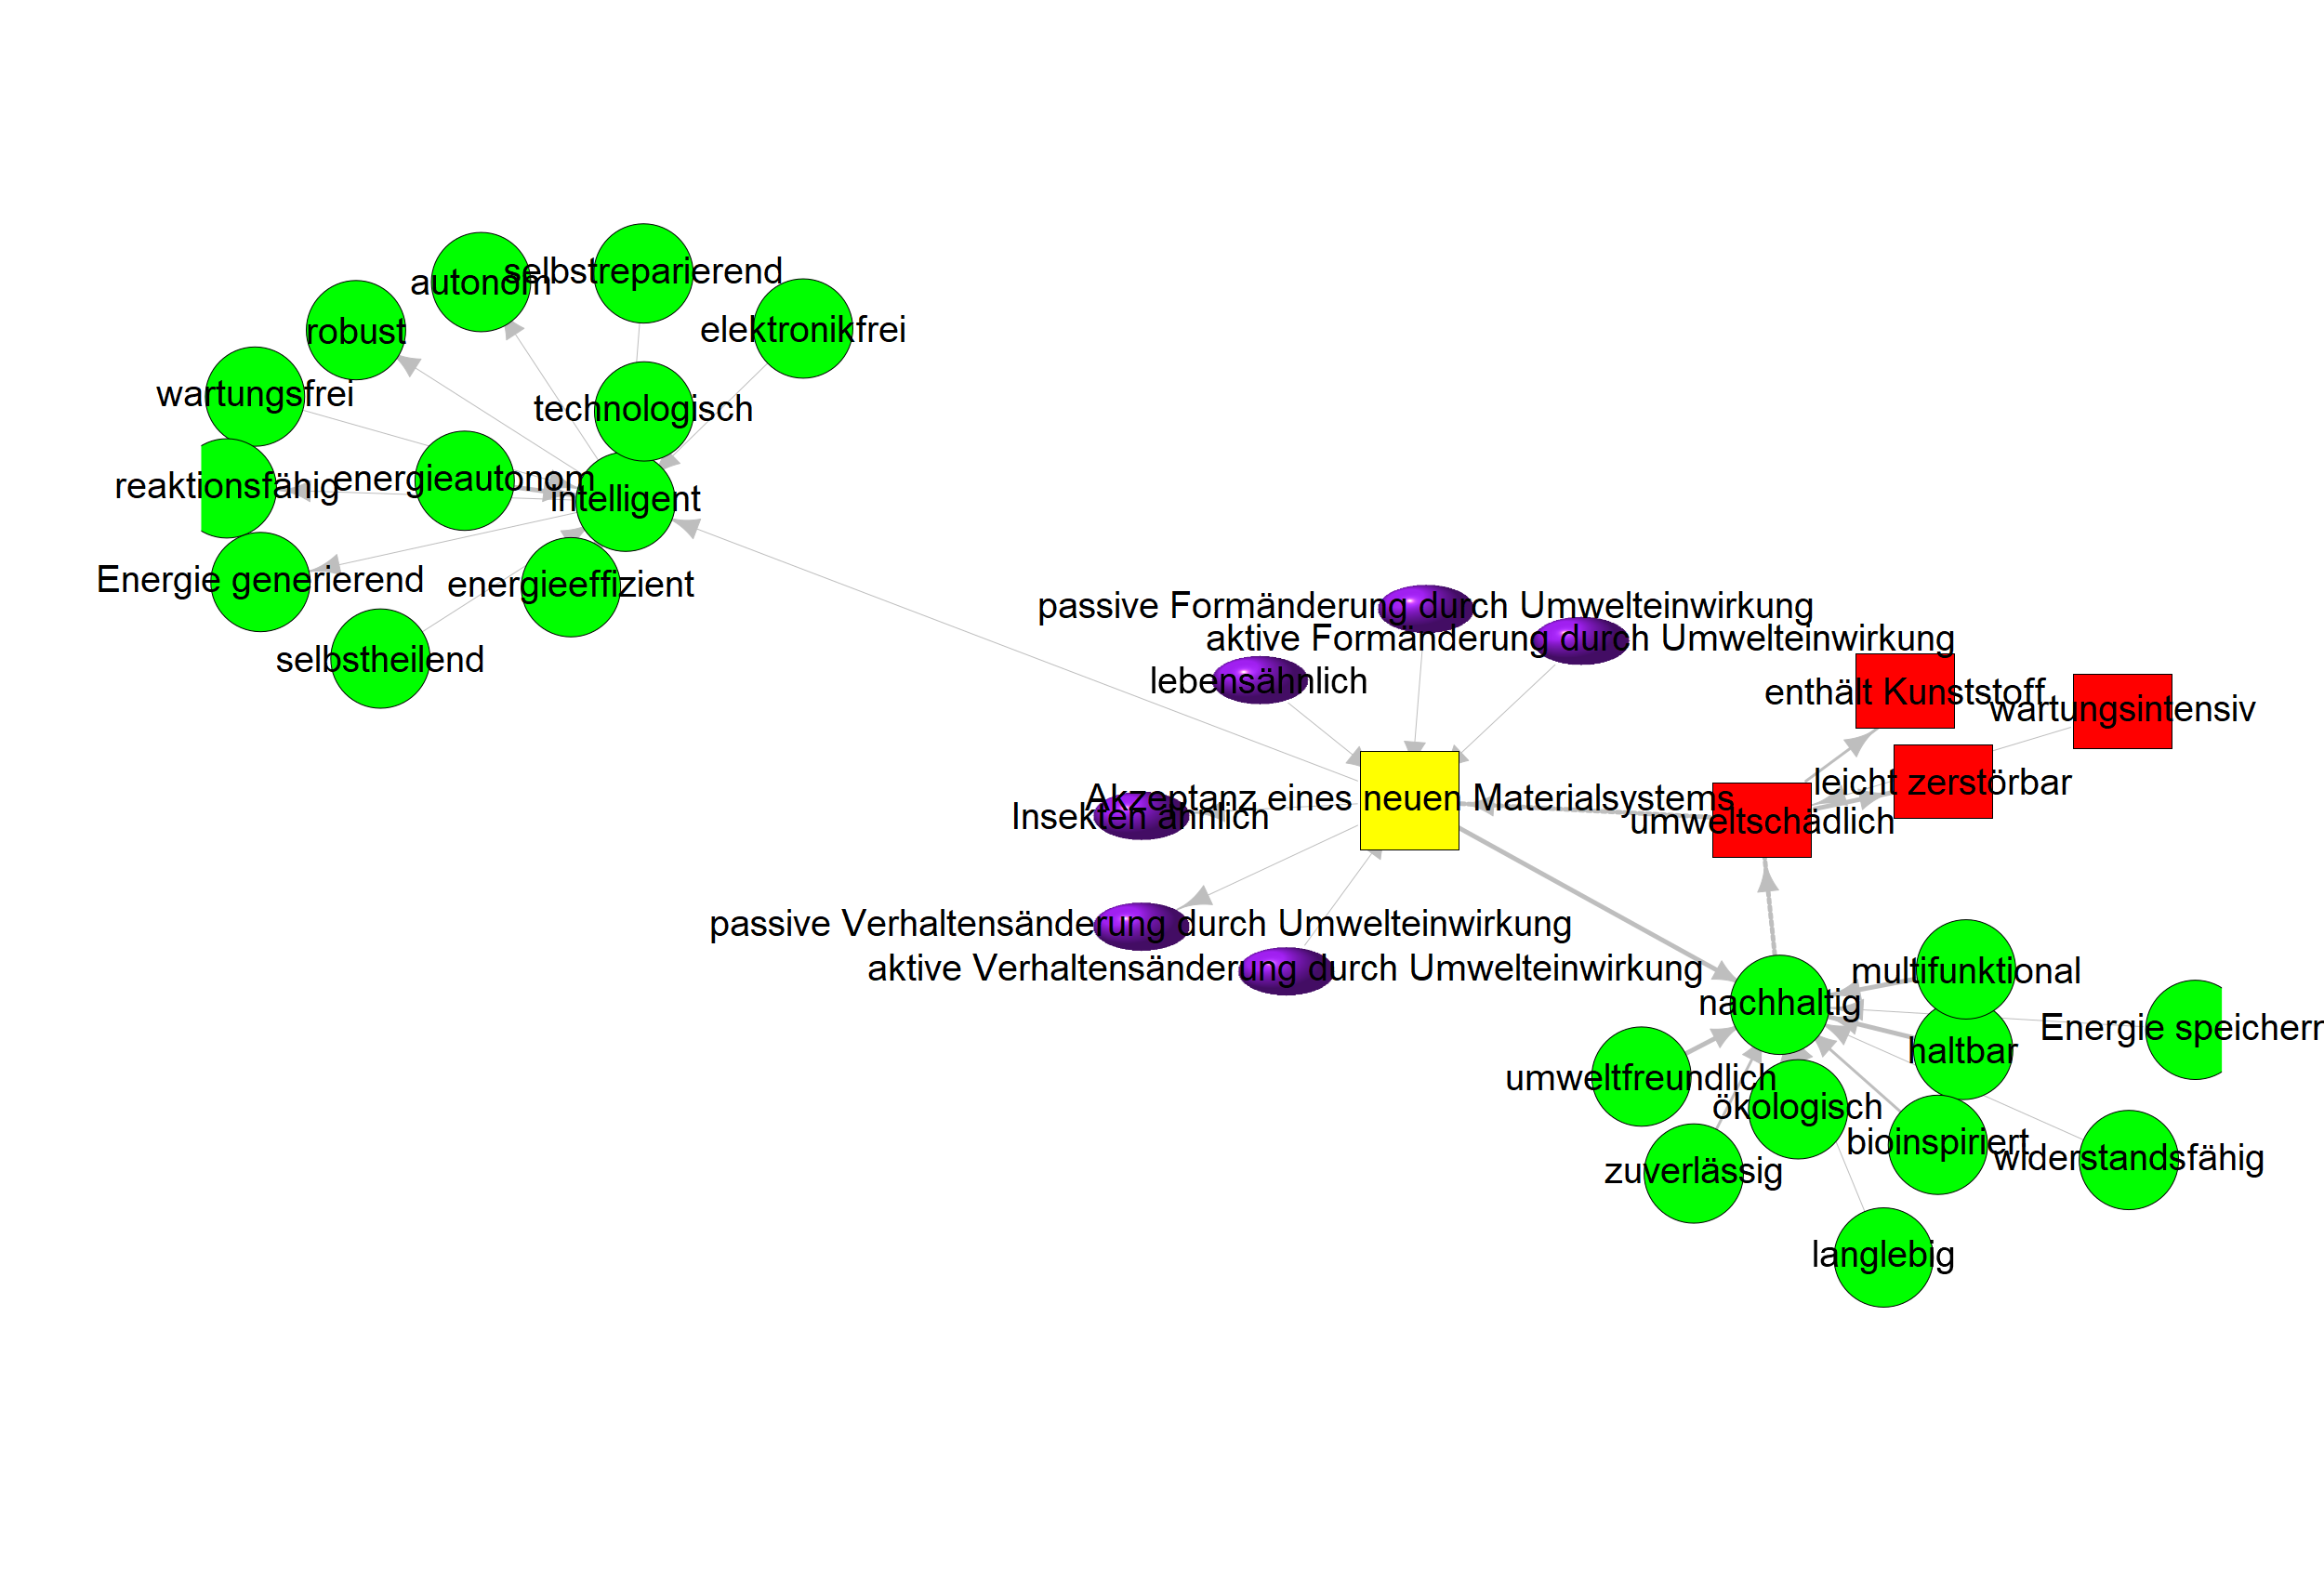 selbstreparierend
autonom
elektronikfrei
robust
wartungsfrei
technologisch
energieautonom
reaktionsfähig
intelligent
Energie generierend
energieeffizient
selbstheilend
passive Formänderung durch Umwelteinwirkung
aktive Formänderung durch Umwelteinwirkung
lebensähnlich
enthält Kunststoff
wartungsintensiv
leicht zerstörbar
Akzeptanz eines neuen Materialsystems
Insekten ähnlich
umweltschädlich
passive Verhaltensänderung durch Umwelteinwirkung
aktive Verhaltensänderung durch Umwelteinwirkung
multifunktional
nachhaltig
Energie speichern
haltbar
umweltfreundlich
ökologisch
bioinspiriert
widerstandsfähig
zuverlässig
langlebig